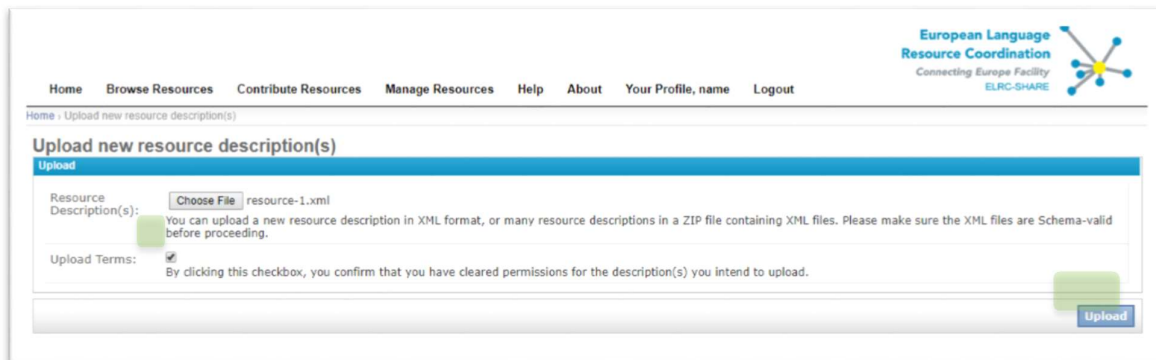 European Language
Resource Coordination
Connecting Europe Facility
ELRC-SHARE
Home Browse Resources Contribute Resources Manage Resources Help About Your Profile, name Logout
Home › Upload new resource description(s)
Upload new resource description(s)
Upload
Resource
Description(s):
Choose File resource-1.xml
You can upload a new resource description in XML format, or many resource descriptions in a ZIP file containing XML files. Please make sure the XML files are Schema-valid
before proceeding.
Upload Terms:
By clicking this checkbox, you confirm that you have cleared permissions for the description(s) you intend to upload.
Upload